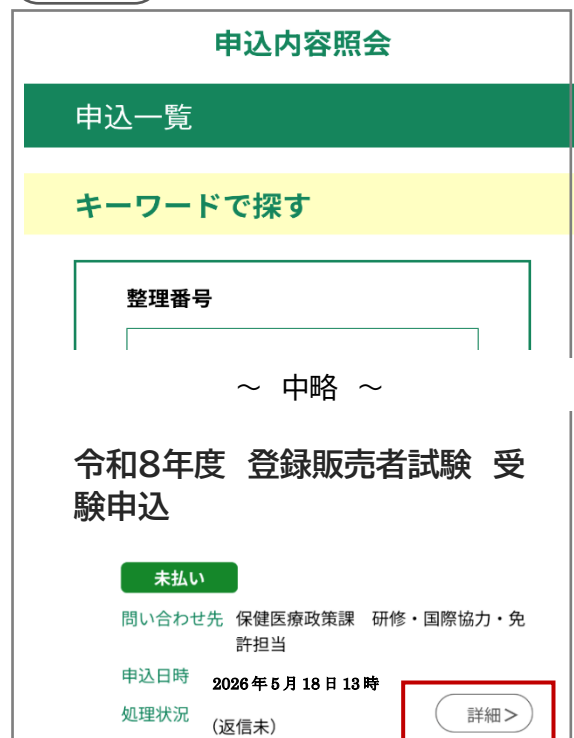 申込内容照会
申込一覧
キーワードで探す
整理番号
～ 中略 ～
令和8年度 登録販売者試験 受
験申込
未払い
問い合わせ先 保健医療政策課 研修・国際協力・免
許担当
申込日時 2026年5月18日13時
処理状況 (返信未)
詳細＞